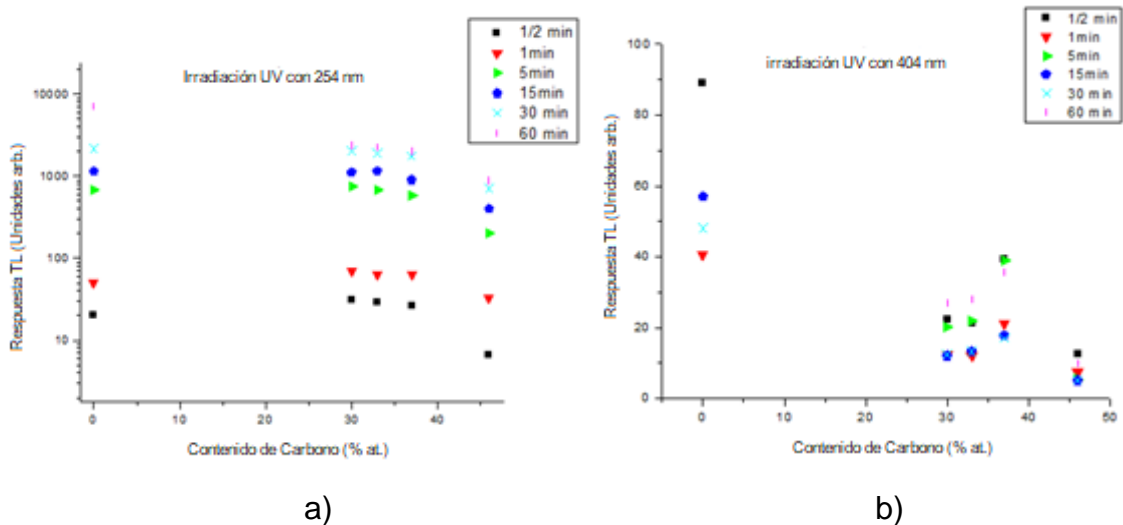 Irradiación UV con 254 nm
1/2 min
1min
5min
15min
30 min
60 min
10000
1000
100
10
0
10
20
30
40
Respuesta TL (Unidades arb.)
Contenido de Carbono (% at.)
a)
irradiación UV con 404 nm
1/2 min
1min
5min
15min
30 min
60 min
100
80
60
40
20
0
0
10
20
30
40
50
Respuesta TL (Unidades arb.)
Contenido de Carbono (% at.)
b)